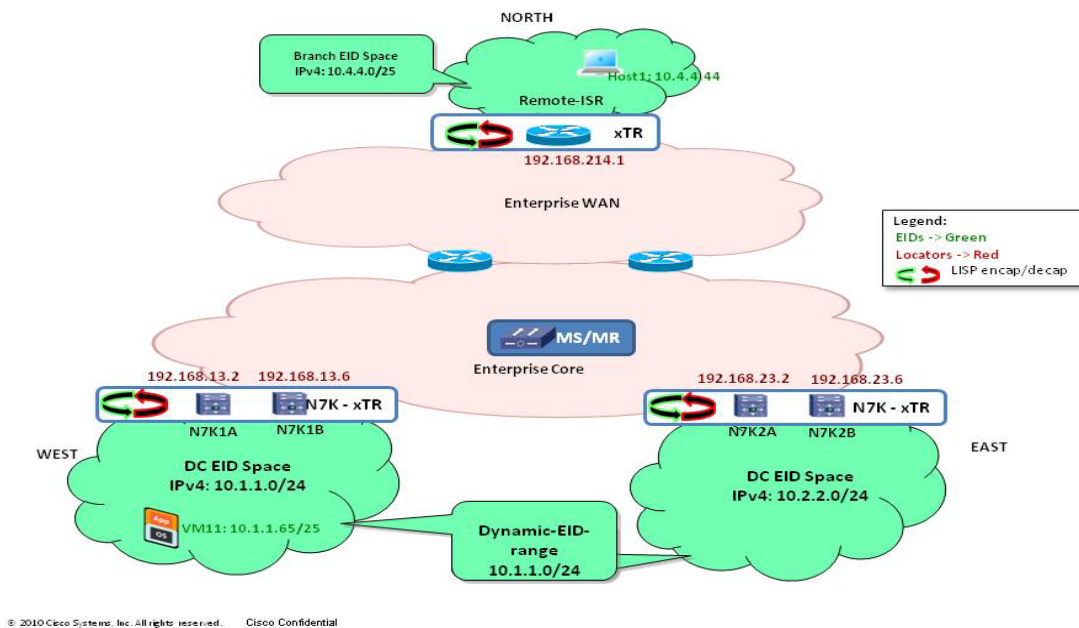 NORTH
Branch EID Space
IPv4: 10.4.4.0/25
Host1: 10.4.4.44
Remote-ISR
xTR
192.168.214.1
Enterprise WAN
Legend:
EIDs -> Green
Locators -> Red
LISP encap/decap
MS/MR
Enterprise Core
192.168.13.2
192.168.13.6
N7K - xTR
N7K1A
N7K1B
192.168.23.2
192.168.23.6
N7K - xTR
N7K2A
N7K2B
WEST
EAST
DC EID Space
IPv4: 10.1.1.0/24
DC EID Space
IPv4: 10.2.2.0/24
App
OS
VM11: 10.1.1.65/25
Dynamic-EID-
range
10.1.1.0/24
© 2010 Cisco Systems, Inc. All rights reserved. Cisco Confidential